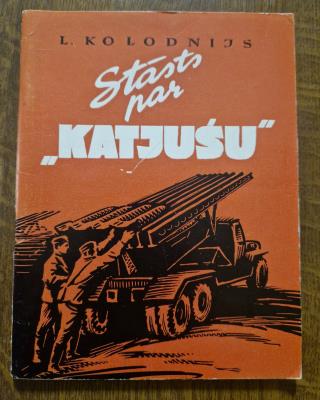 L. KOLODNIJS
Stāsts
par
„KATJUŠU“